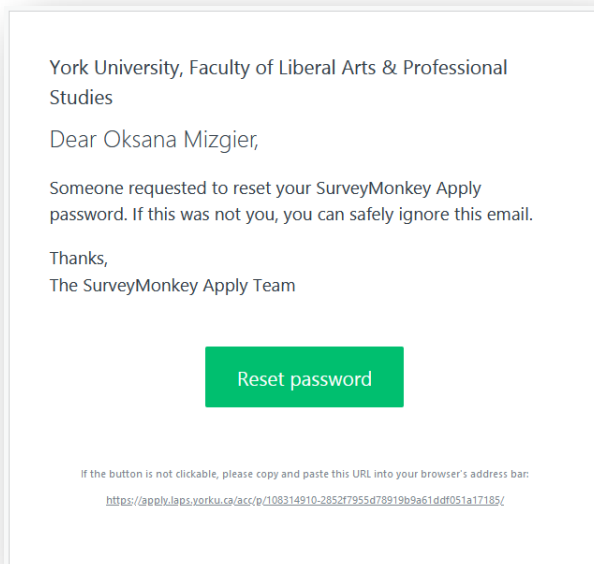 York University, Faculty of Liberal Arts & Professional
Studies
Dear Oksana Mizgier,
Someone requested to reset your SurveyMonkey Apply
password. If this was not you, you can safely ignore this email.
Thanks,
The SurveyMonkey Apply Team
Reset password
If the button is not clickable, please copy and paste this URL into your browser's address bar:
https://apply.laps.yorku.ca/acc/p/108314910-2852f7955d78919b9a61ddf051a17185/